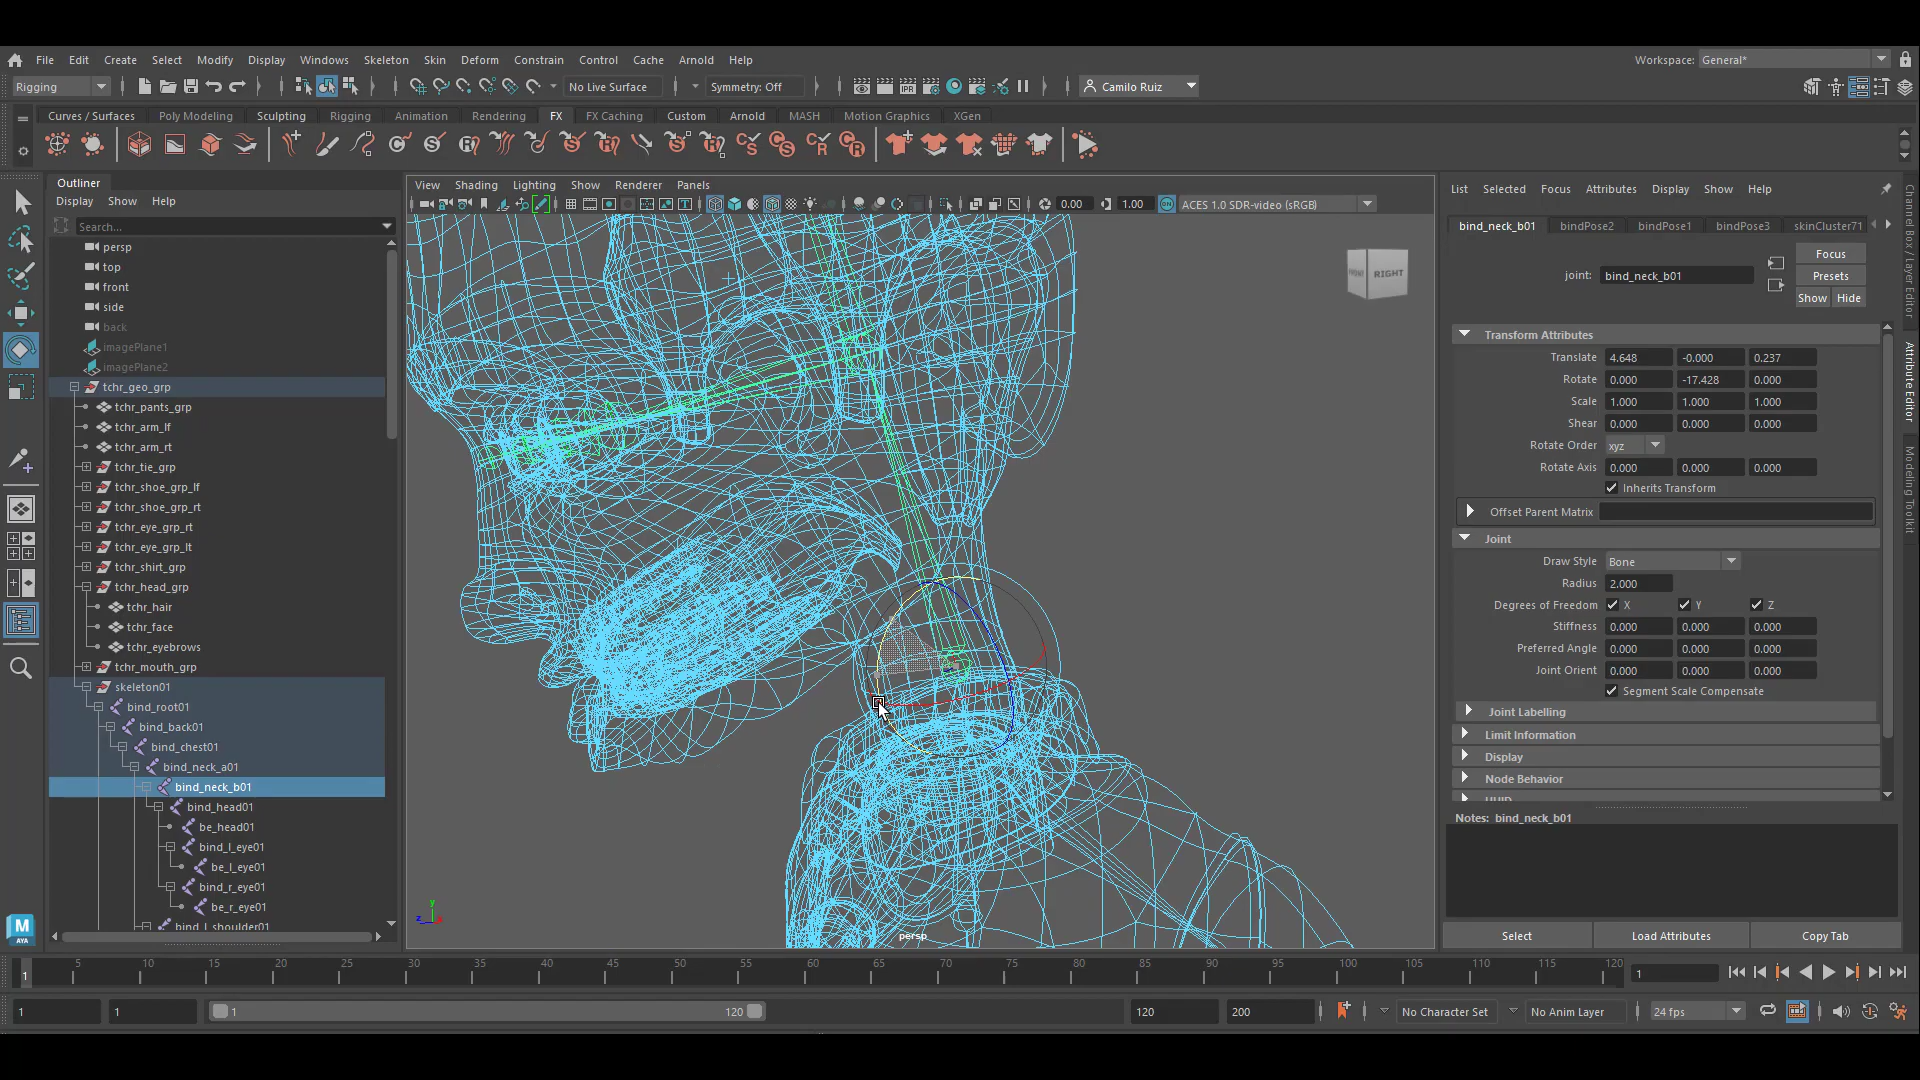 File Edit Create Select Modify Display Windows Skeleton Skin Deform Constrain Control Cache Arnold Help
Workspace: General*
Rigging
No Live Surface
Symmetry: Off
IPR
Camilo Ruiz
Curves / Surfaces Poly Modeling Sculpting Rigging Animation Rendering FX FX Caching Custom Arnold MASH Motion Graphics XGen
Outliner
Display Show Help
Search...
persp
top
front
side
back
imagePlane1
imagePlane2
tchr_geo_grp
tchr_pants_grp
tchr_arm_lf
tchr_arm_rt
tchr_tie_grp
tchr_shoe_grp_lf
tchr_shoe_grp_rt
tchr_eye_grp_rt
tchr_eye_grp_lt
tchr_shirt_grp
tchr_head_grp
tchr_hair
tchr_face
tchr_eyebrows
tchr_mouth_grp
skeleton01
bind_root01
bind_back01
bind_chest01
bind_neck_a01
bind_neck_b01
bind_head01
be_head01
bind_l_eye01
be_l_eye01
bind_r_eye01
be_r_eye01
bind_l_shoulder01
View Shading Lighting Show Renderer Panels
0.00
1.00
ON
ACES 1.0 SDR-video (sRGB)
RIGHT
y
z
x
persp
List Selected Focus Attributes Display Show Help
bind_neck_b01 bindPose2 bindPose1 bindPose3 skinCluster71
joint: bind_neck_b01
Focus
Presets
Show Hide
Transform Attributes
Translate 4.648 -0.000 0.237
Rotate 0.000 -17.428 0.000
Scale 1.000 1.000 1.000
Shear 0.000 0.000 0.000
Rotate Order xyz
Rotate Axis 0.000 0.000 0.000
Inherits Transform
Offset Parent Matrix
Joint
Draw Style Bone
Radius 2.000
Degrees of Freedom X Y Z
Stiffness 0.000 0.000 0.000
Preferred Angle 0.000 0.000 0.000
Joint Orient 0.000 0.000 0.000
Segment Scale Compensate
Joint Labelling
Limit Information
Display
Node Behavior
UUID
Notes: bind_neck_b01
Select Load Attributes Copy Tab
Channel Box / Layer Editor
Attribute Editor
Modeling Toolkit
M
AYA
1 5 10 15 20 25 30 35 40 45 50 55 60 65 70 75 80 85 90 95 100 105 110 115 120
1
1 1 1 120 120 200
No Character Set
No Anim Layer
24 fps